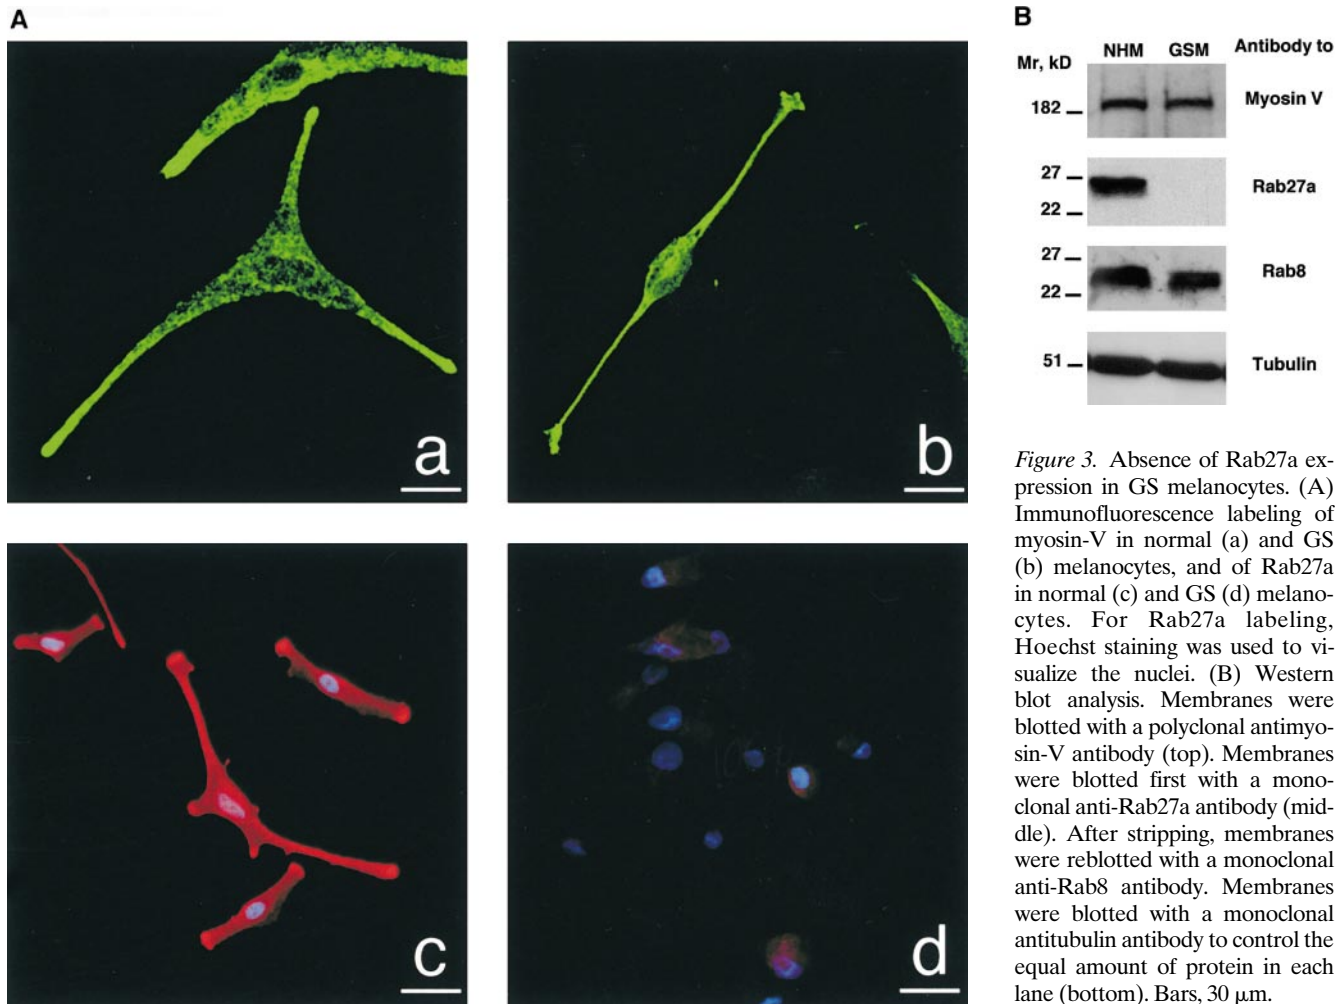 A
a
b
c
d
B
NHM GSM Antibody to
Mr, kD
182 Myosin V
27
Rab27a
22
27
Rab8
22
51 Tubulin
Figure 3. Absence of Rab27a ex-
pression in GS melanocytes. (A)
Immunofluorescence labeling of
myosin-V in normal (a) and GS
(b) melanocytes, and of Rab27a
in normal (c) and GS (d) melano-
cytes. For Rab27a labeling,
Hoechst staining was used to vi-
sualize the nuclei. (B) Western
blot analysis. Membranes were
blotted with a polyclonal antimyo-
sin-V antibody (top). Membranes
were blotted first with a mono-
clonal anti-Rab27a antibody (mid-
dle). After stripping, membranes
were reblotted with a monoclonal
anti-Rab8 antibody. Membranes
were blotted with a monoclonal
antitubulin antibody to control the
equal amount of protein in each
lane (bottom). Bars, 30 μm.